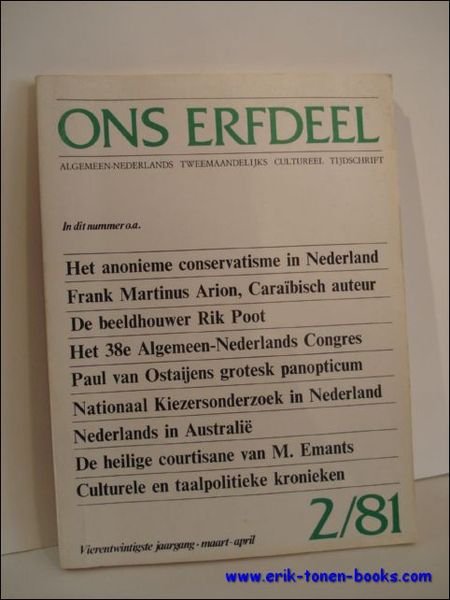 ONS ERFDEEL
ALGEMEEN-NEDERLANDS TWEEMAANDELIJKS CULTUREEL TIJDSCHRIFT
In dit nummer o.a.
Het anonieme conservatisme in Nederland
Frank Martinus Arion, Caraïbisch auteur
De beeldhouwer Rik Poot
Het 38e Algemeen-Nederlands Congres
Paul van Ostaijens grotesk panopticum
Nationaal Kiezersonderzoek in Nederland
Nederlands in Australië
De heilige courtisane van M. Emants
Culturele en taalpolitieke kronieken
2/81
Vierentwintigste jaargang - maart-april
www.erik-tonen-books.com